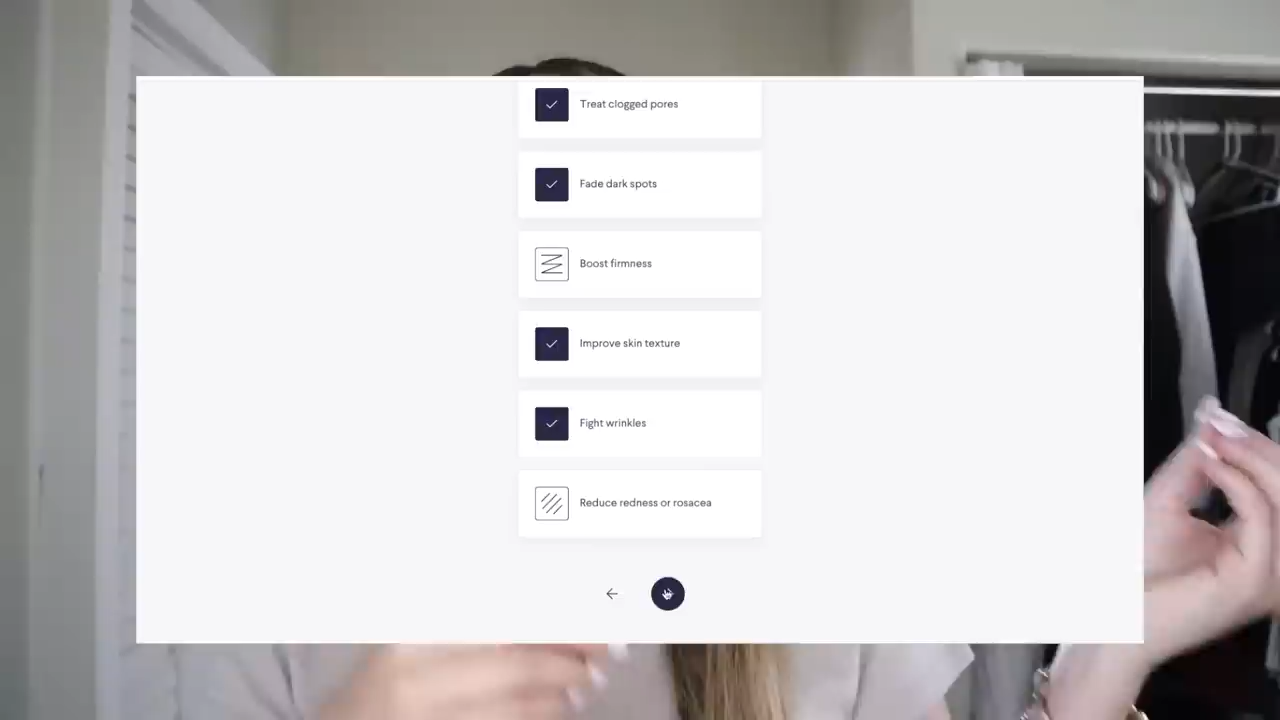 Treat clogged pores
Fade dark spots
Boost firmness
Improve skin texture
Fight wrinkles
Reduce redness or rosacea